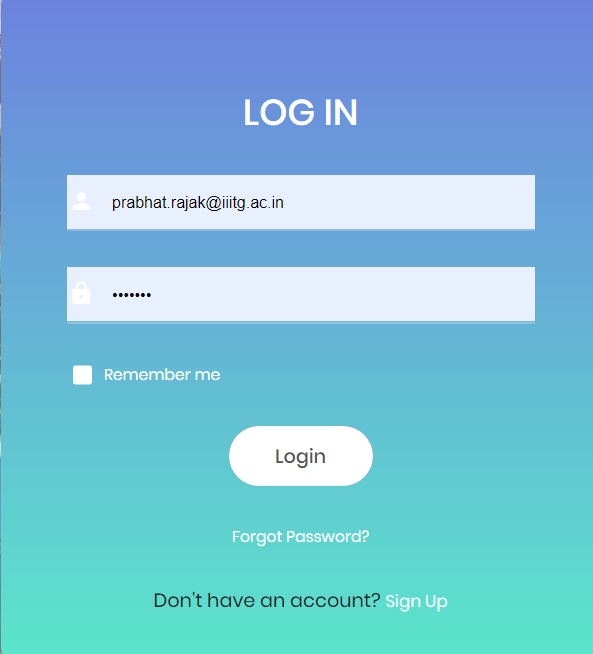 LOG IN
prabhat.rajak@iiitg.ac.in
•••••••
Remember me
Login
Forgot Password?
Don't have an account? Sign Up